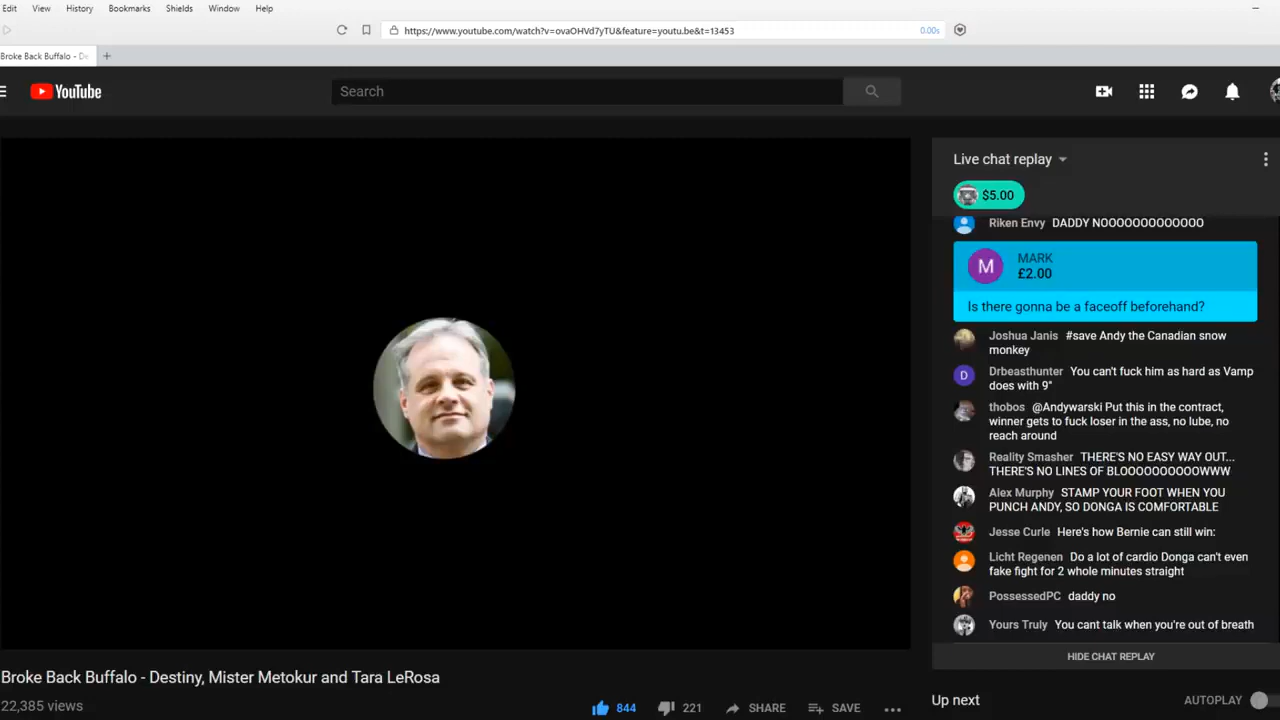 Edit View History Bookmarks Shields Window Help
https://www.youtube.com/watch?v=ovaOHVd7yTU&feature=youtu.be&t=13453 0.00s
Broke Back Buffalo - De
YouTube
Search
Live chat replay
$5.00
Riken Envy DADDY NOOOOOOOOOOOOO
M
MARK
£2.00
Is there gonna be a faceoff beforehand?
Joshua Janis #save Andy the Canadian snow
monkey
D
Drbeasthunter You can't fuck him as hard as Vamp
does with 9"
thobos @Andywarski Put this in the contract,
winner gets to fuck loser in the ass, no lube, no
reach around
Reality Smasher THERE'S NO EASY WAY OUT...
THERE'S NO LINES OF BLOOOOOOOOOWWW
Alex Murphy STAMP YOUR FOOT WHEN YOU
PUNCH ANDY, SO DONGA IS COMFORTABLE
Jesse Curle Here's how Bernie can still win:
Licht Regenen Do a lot of cardio Donga can't even
fake fight for 2 whole minutes straight
PossessedPC daddy no
Yours Truly You cant talk when you're out of breath
HIDE CHAT REPLAY
Broke Back Buffalo - Destiny, Mister Metokur and Tara LeRosa
22,385 views
844 221 SHARE SAVE
Up next AUTOPLAY